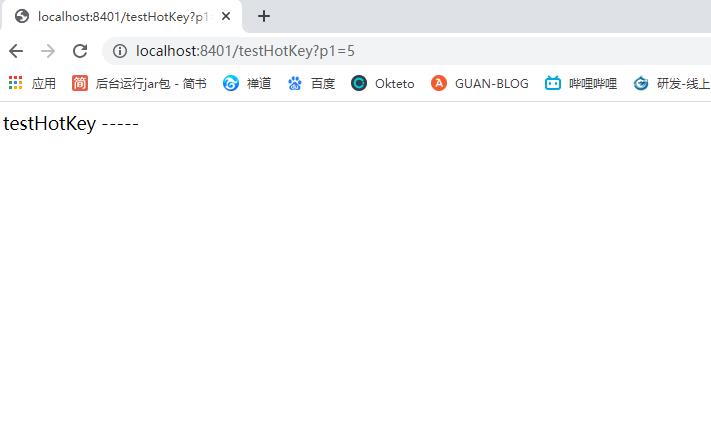 localhost:8401/testHotKey?p1
localhost:8401/testHotKey?p1=5
应用 简 后台运行jar包 - 简书 禅道 百度 Okteto A GUAN-BLOG 哔哩哔哩 研发-线上
testHotKey -----